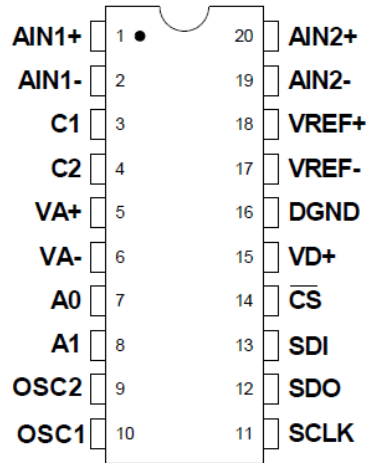 AIN1+ 1 20 AIN2+
AIN1- 2 19 AIN2-
C1 3 18 VREF+
C2 4 17 VREF-
VA+ 5 16 DGND
VA- 6 15 VD+
A0 7 14 C̅S̅
A1 8 13 SDI
OSC2 9 12 SDO
OSC1 10 11 SCLK